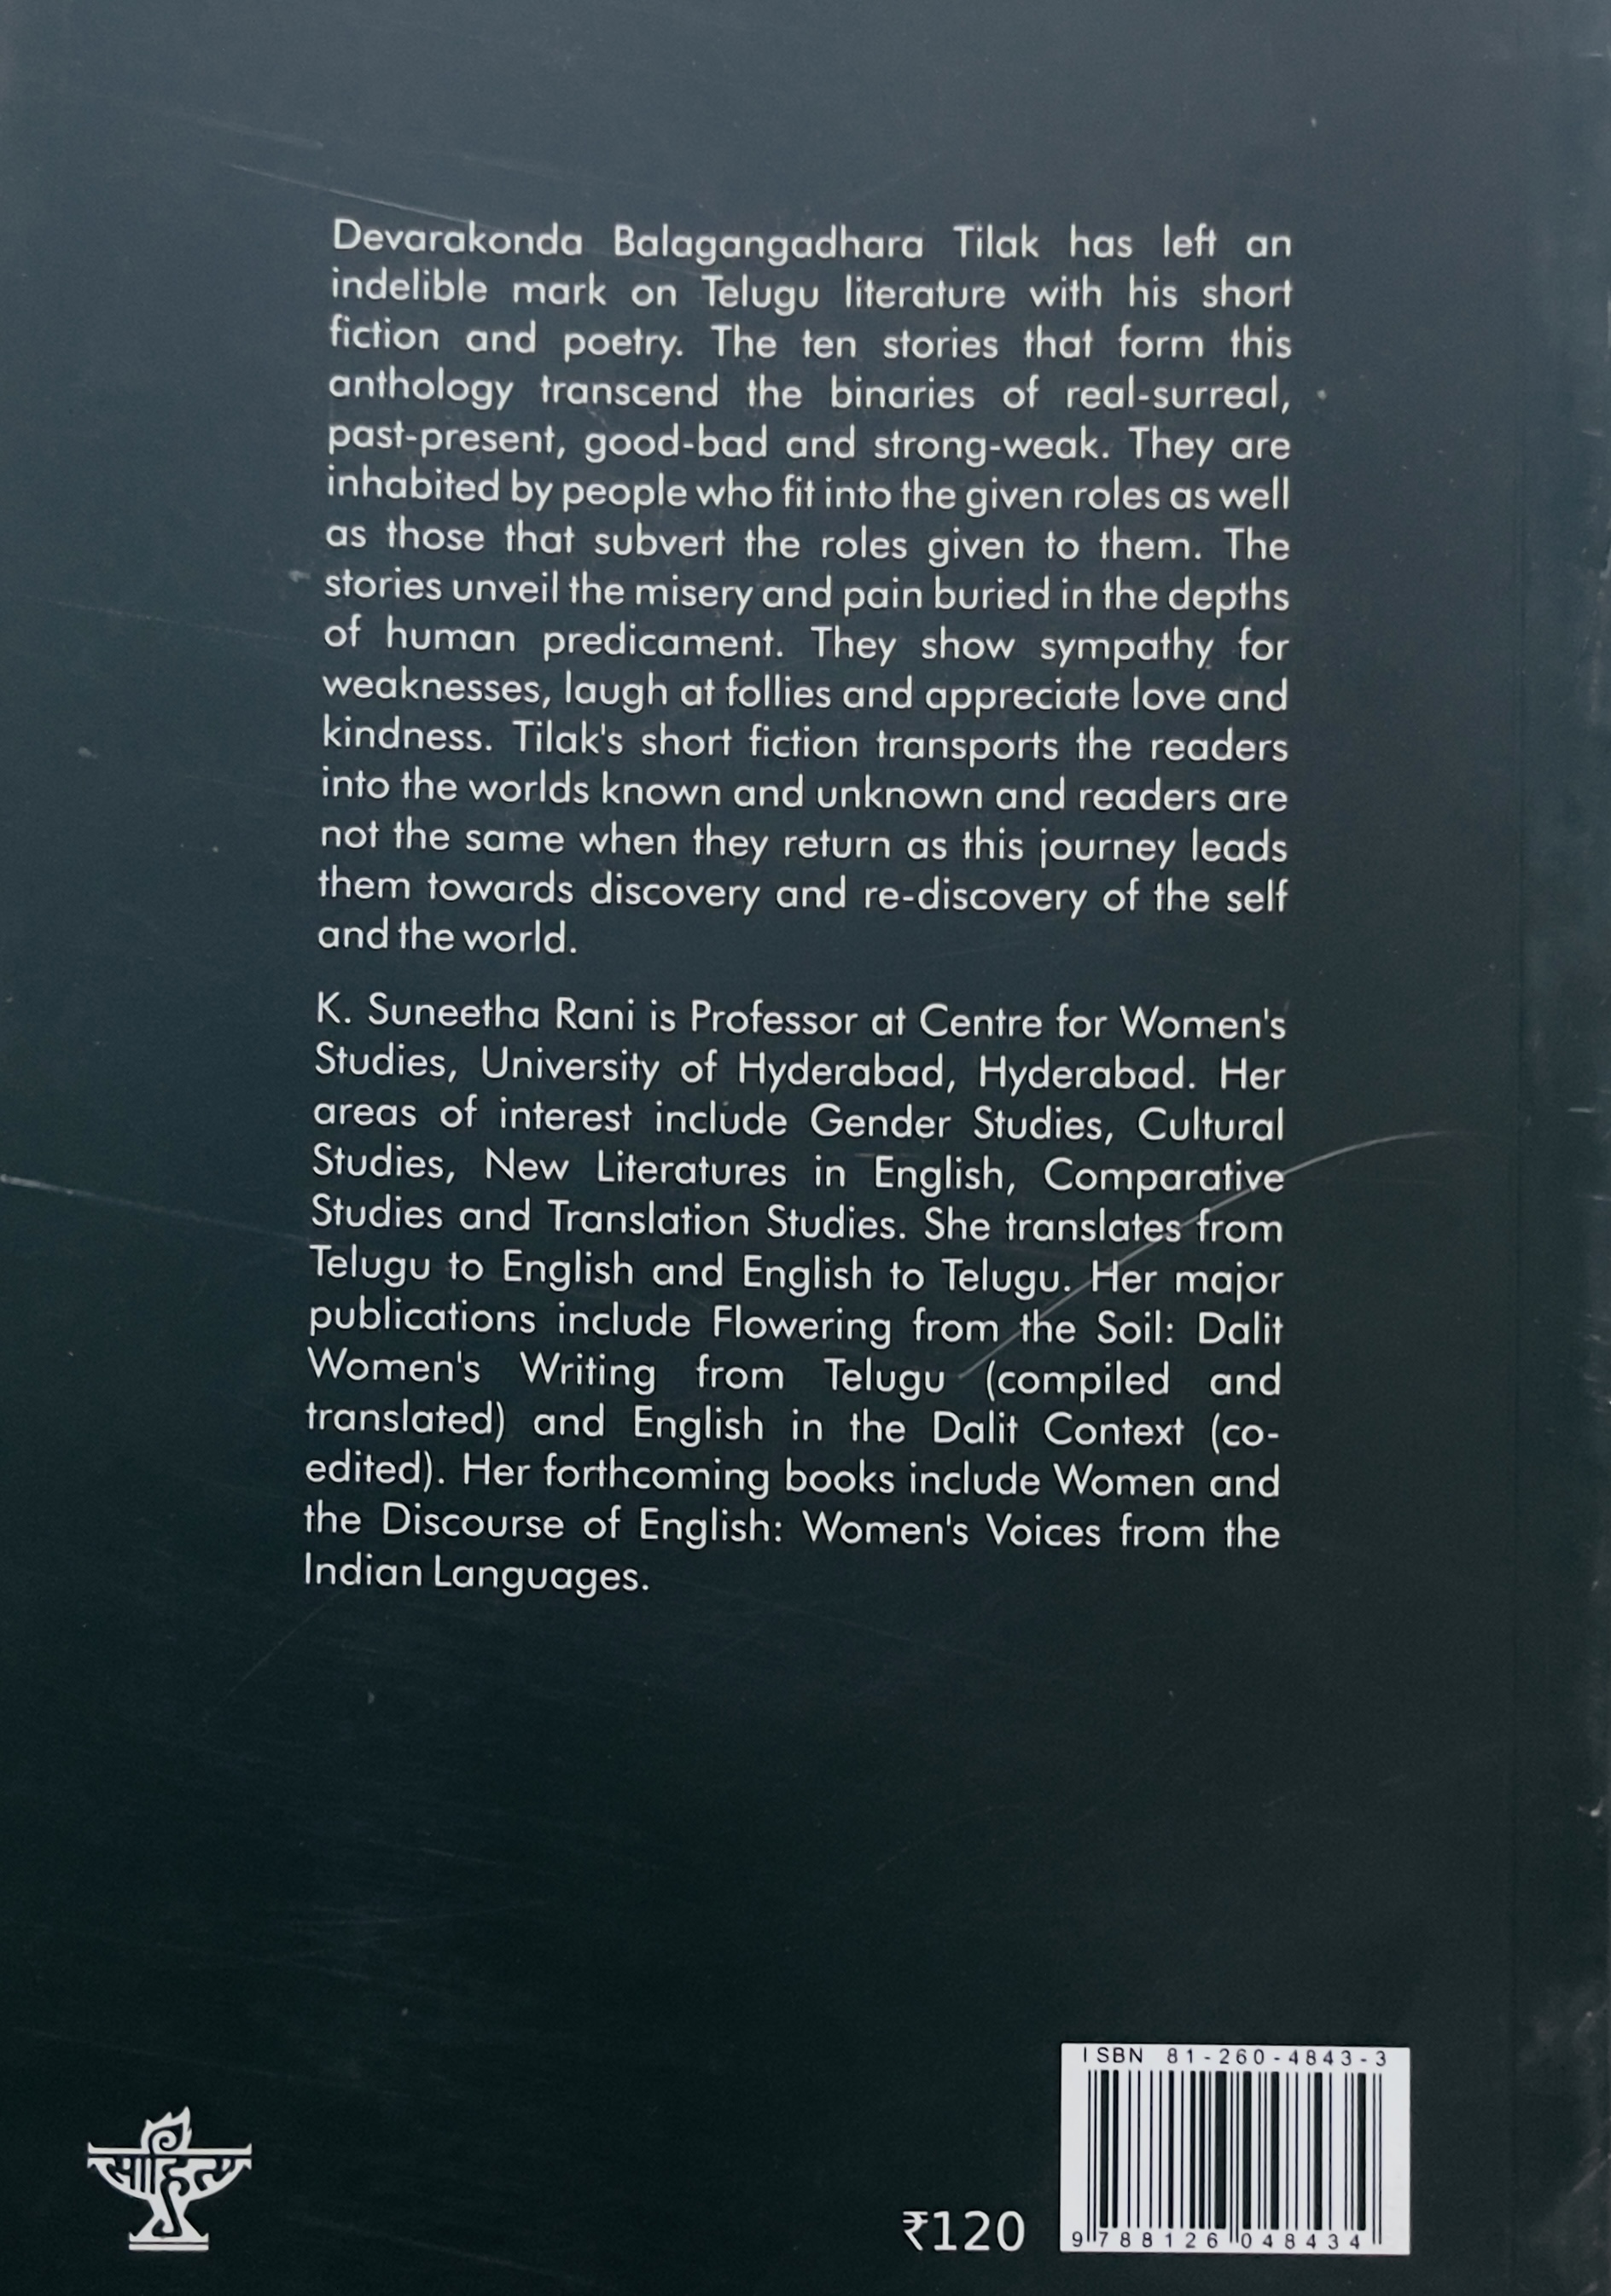 Devarakonda Balagangadhara Tilak has left an
indelible mark on Telugu literature with his short
fiction and poetry. The ten stories that form this
anthology transcend the binaries of real-surreal,
past-present, good-bad and strong-weak. They are
inhabited by people who fit into the given roles as well
as those that subvert the roles given to them. The
stories unveil the misery and pain buried in the depths
of human predicament. They show sympathy for
weaknesses, laugh at follies and appreciate love and
kindness. Tilak's short fiction transports the readers
into the worlds known and unknown and readers are
not the same when they return as this journey leads
them towards discovery and re-discovery of the self
and the world.
K. Suneetha Rani is Professor at Centre for Women's
Studies, University of Hyderabad, Hyderabad. Her
areas of interest include Gender Studies, Cultural
Studies, New Literatures in English, Comparative
Studies and Translation Studies. She translates from
Telugu to English and English to Telugu. Her major
publications include Flowering from the Soil: Dalit
Women's Writing from Telugu (compiled and
translated) and English in the Dalit Context (co-
edited). Her forthcoming books include Women and
the Discourse of English: Women's Voices from the
Indian Languages.
साहित्य
₹120
ISBN 81-260-4843-3
9 788126 048434